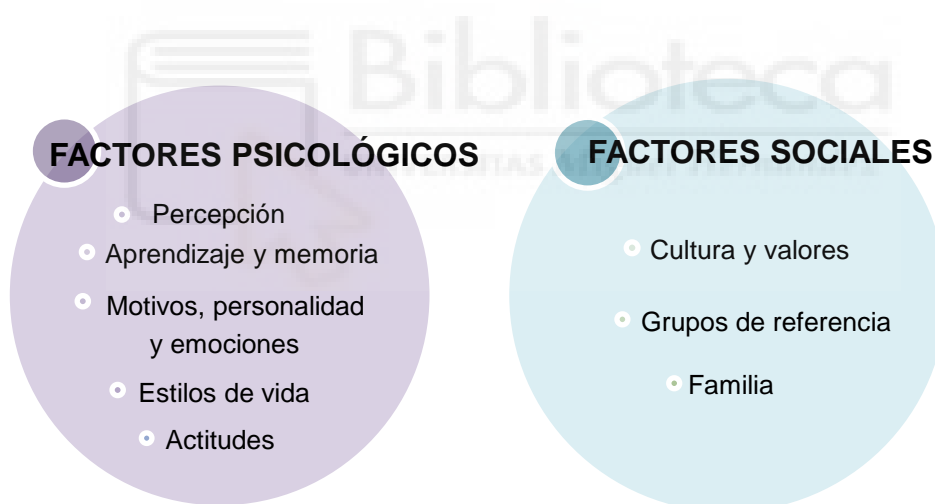 Biblioteca
FACTORES PSICOLÓGICOS
Percepción
Aprendizaje y memoria
Motivos, personalidad
y emociones
Estilos de vida
Actitudes
FACTORES SOCIALES
Cultura y valores
Grupos de referencia
Familia